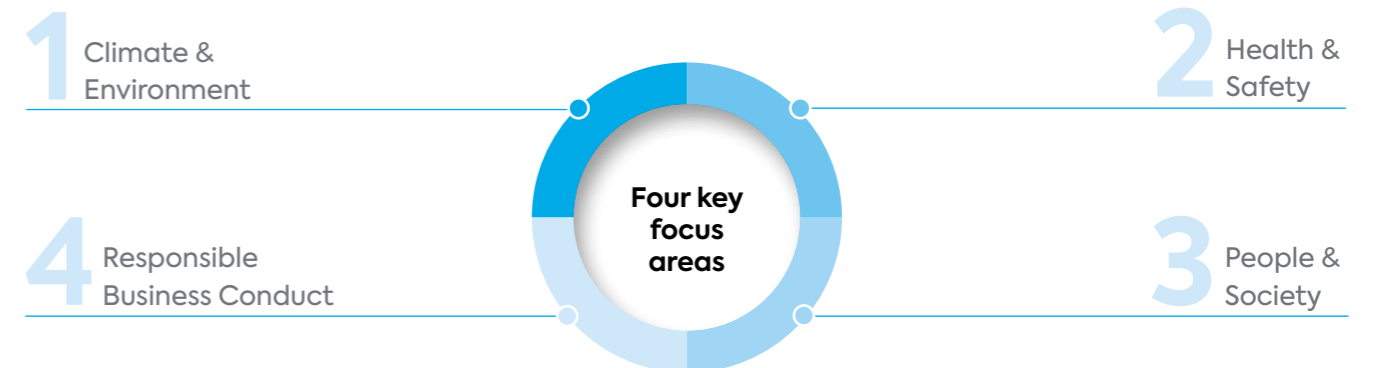 1
Climate &
Environment
2
Health &
Safety
Four key
focus
areas
4
Responsible
Business Conduct
3
People &
Society